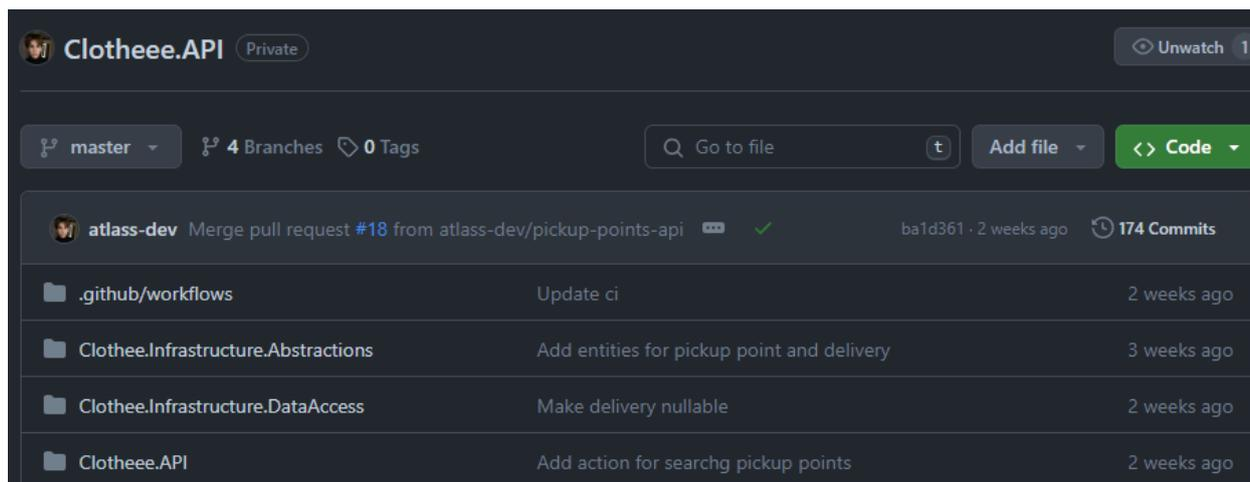 Clotheee.API Private Unwatch 1
master 4 Branches 0 Tags Go to file t Add file Code
atlass-dev Merge pull request #18 from atlass-dev/pickup-points-api ba1d361 · 2 weeks ago 174 Commits
.github/workflows Update ci 2 weeks ago
Clothee.Infrastructure.Abstractions Add entities for pickup point and delivery 3 weeks ago
Clothee.Infrastructure.DataAccess Make delivery nullable 2 weeks ago
Clotheee.API Add action for searchg pickup points 2 weeks ago